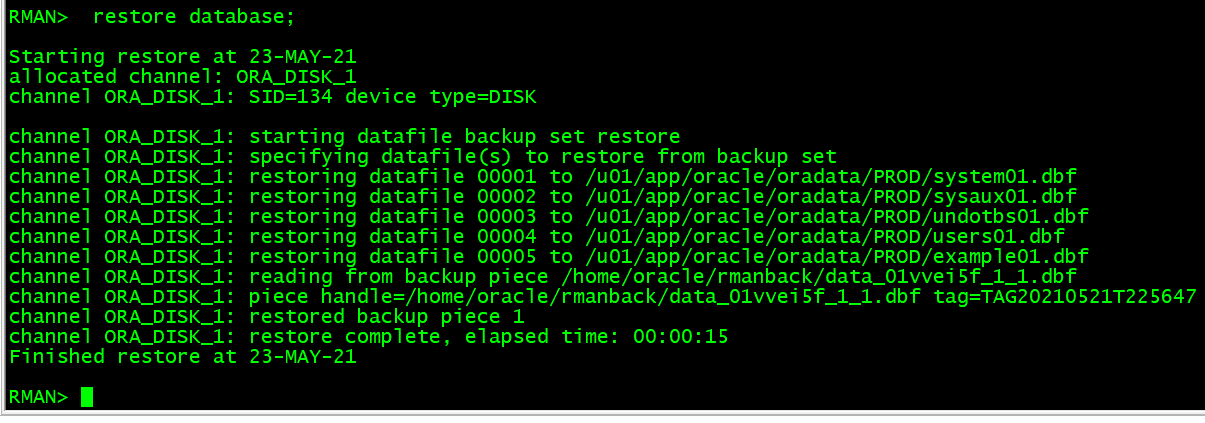 RMAN>  restore database;
Starting restore at 23-MAY-21
allocated channel: ORA_DISK_1
channel ORA_DISK_1: SID=134 device type=DISK
channel ORA_DISK_1: starting datafile backup set restore
channel ORA_DISK_1: specifying datafile(s) to restore from backup set
channel ORA_DISK_1: restoring datafile 00001 to /u01/app/oracle/oradata/PROD/system01.dbf
channel ORA_DISK_1: restoring datafile 00002 to /u01/app/oracle/oradata/PROD/sysaux01.dbf
channel ORA_DISK_1: restoring datafile 00003 to /u01/app/oracle/oradata/PROD/undotbs01.dbf
channel ORA_DISK_1: restoring datafile 00004 to /u01/app/oracle/oradata/PROD/users01.dbf
channel ORA_DISK_1: restoring datafile 00005 to /u01/app/oracle/oradata/PROD/example01.dbf
channel ORA_DISK_1: reading from backup piece /home/oracle/rmanback/data_01vvei5f_1_1.dbf
channel ORA_DISK_1: piece handle=/home/oracle/rmanback/data_01vvei5f_1_1.dbf tag=TAG20210521T225647
channel ORA_DISK_1: restored backup piece 1
channel ORA_DISK_1: restore complete, elapsed time: 00:00:15
Finished restore at 23-MAY-21
RMAN>